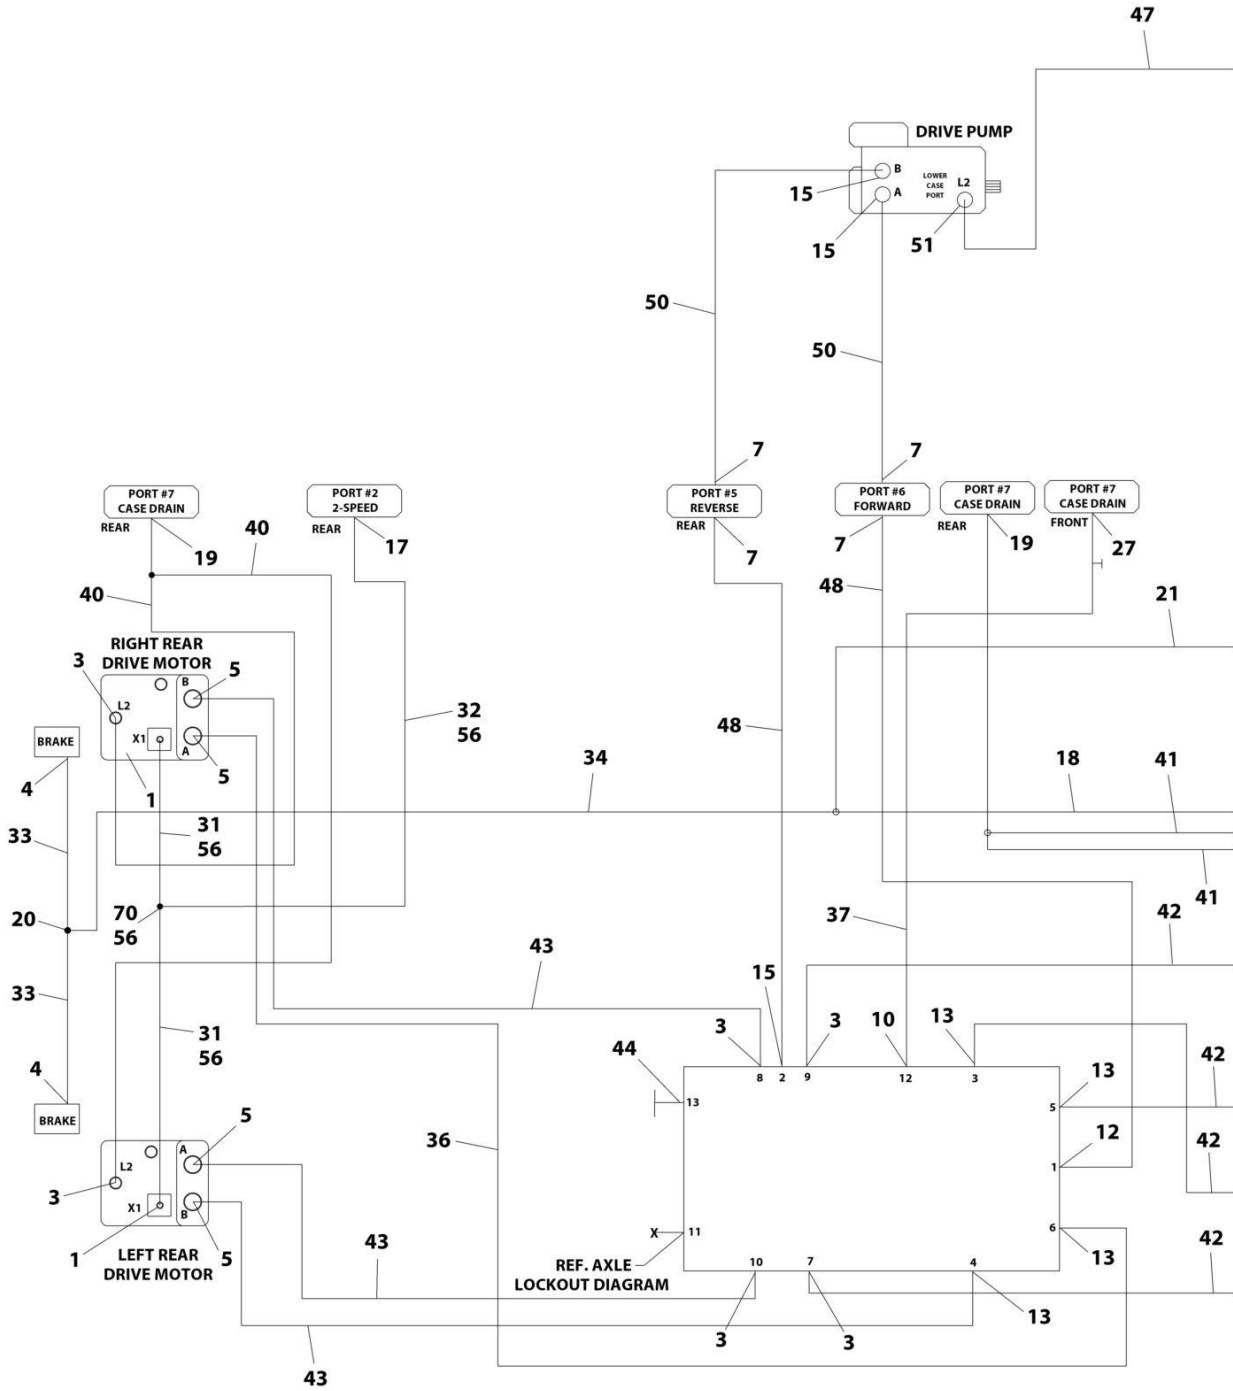 47
DRIVE PUMP
B
15
A
LOWER
CASE
PORT
L2
15
51
50
50
7
7
PORT #7
CASE DRAIN
REAR
PORT #2
2-SPEED
REAR
PORT #5
REVERSE
REAR
PORT #6
FORWARD
PORT #7
CASE DRAIN
REAR
PORT #7
CASE DRAIN
FRONT
19
40
17
7
7
19
27
40
48
21
RIGHT REAR
DRIVE MOTOR
3
B
5
L2
X1
A
BRAKE
32
56
48
4
1
5
34
18
41
33
31
56
41
20
70
56
37
42
33
43
15
31
56
3
3
10
13
44
42
4
8
2
9
12
3
13
13
5
BRAKE
5
A
36
12
42
L2
1
3
X1
B
6
X
11
1
LEFT REAR
DRIVE MOTOR
5
43
REF. AXLE
LOCKOUT DIAGRAM
10
7
4
13
42
3
3
13
43